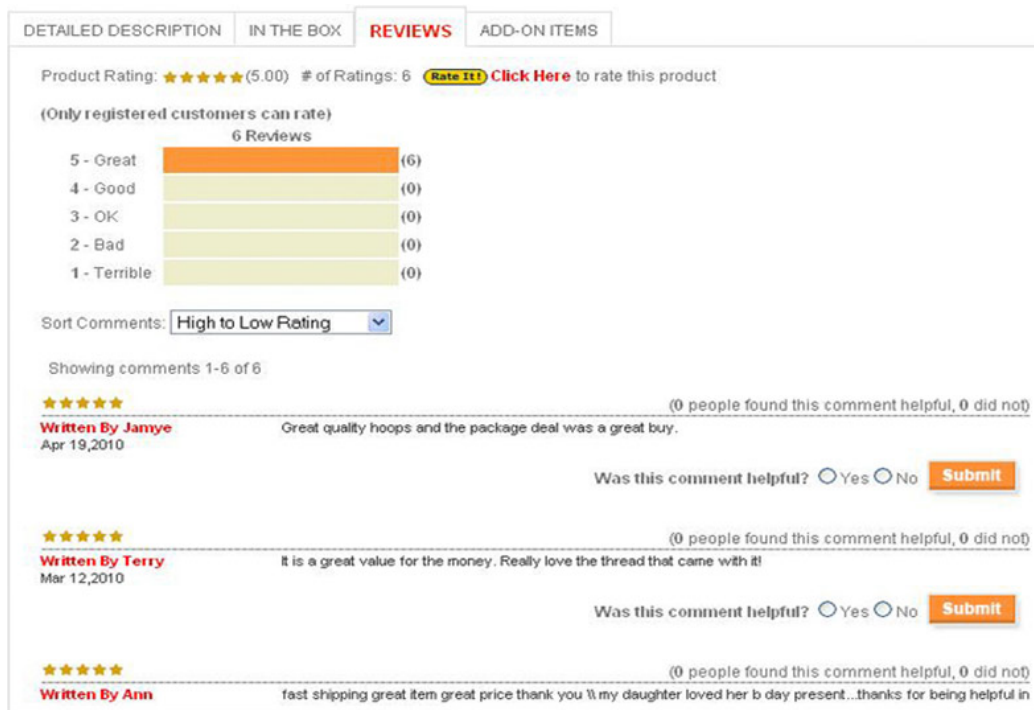 DETAILED DESCRIPTION IN THE BOX REVIEWS ADD-ON ITEMS
Product Rating: (5.00) # of Ratings: 6 Rate It! Click Here to rate this product
(Only registered customers can rate)
6 Reviews
5 - Great (6)
4 - Good (0)
3 - OK (0)
2 - Bad (0)
1 - Terrible (0)
Sort Comments: High to Low Rating
Showing comments 1-6 of 6
(0 people found this comment helpful, 0 did not)
Written By Jamye Great quality hoops and the package deal was a great buy.
Apr 19,2010
Was this comment helpful? Yes No Submit
(0 people found this comment helpful, 0 did not)
Written By Terry It is a great value for the money. Really love the thread that came with it!
Mar 12,2010
Was this comment helpful? Yes No Submit
(0 people found this comment helpful, 0 did not)
Written By Ann fast shipping great item great price thank you \\ my daughter loved her b day present...thanks for being helpful in